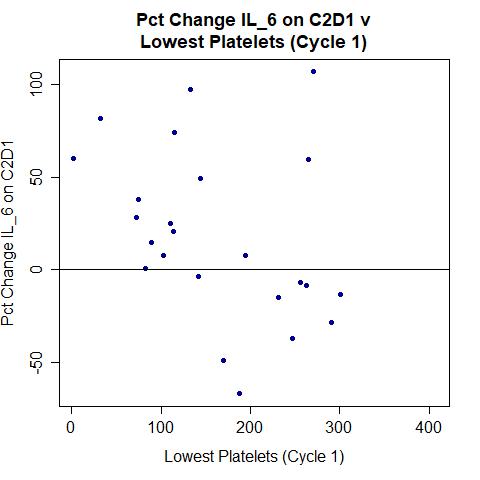 Pct Change IL_6 on C2D1 v
Lowest Platelets (Cycle 1)
Pct Change IL_6 on C2D1
100
50
0
-50
0 100 200 300 400
Lowest Platelets (Cycle 1)